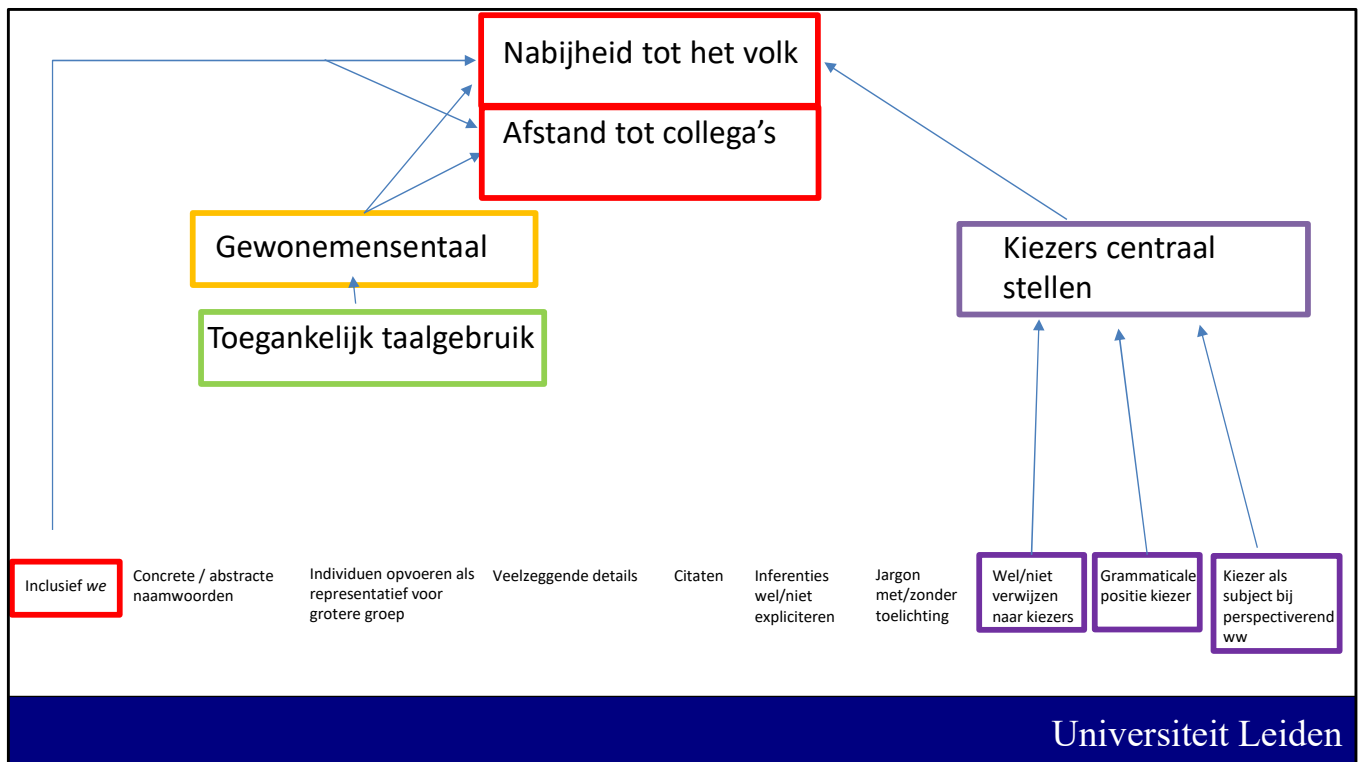 Nabijheid tot het volk
Afstand tot collega's
Gewonemensentaal
Toegankelijk taalgebruik
Kiezers centraal
stellen
Inclusief we
Concrete / abstracte
naamwoorden
Individuen opvoeren als
representatief voor
grotere groep
Veelzeggende details
Citaten
Inferenties
wel/niet
expliciteren
Jargon
met/zonder
toelichting
Wel/niet
verwijzen
naar kiezers
Grammaticale
positie kiezer
Kiezer als
subject bij
perspectiverend
ww
Universiteit Leiden